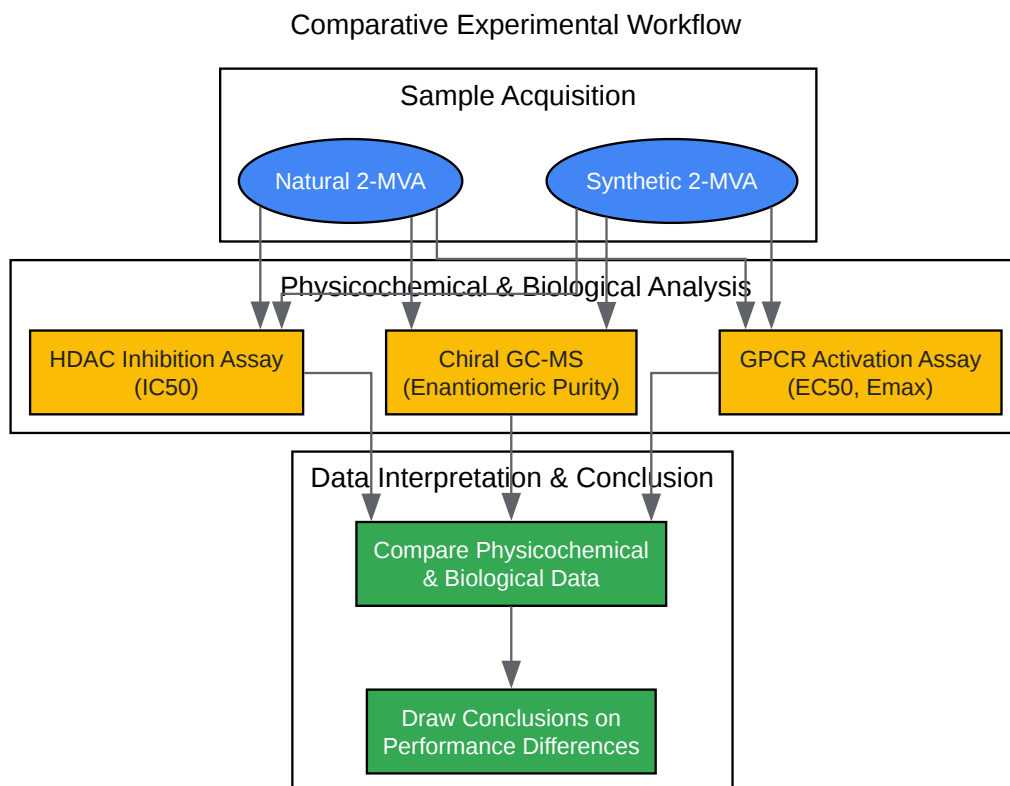 Comparative Experimental Workflow
Sample Acquisition
Natural 2-MVA
Synthetic 2-MVA
Physicochemical & Biological Analysis
HDAC Inhibition Assay
(IC50)
Chiral GC-MS
(Enantiomeric Purity)
GPCR Activation Assay
(EC50, Emax)
Data Interpretation & Conclusion
Compare Physicochemical
& Biological Data
Draw Conclusions on
Performance Differences